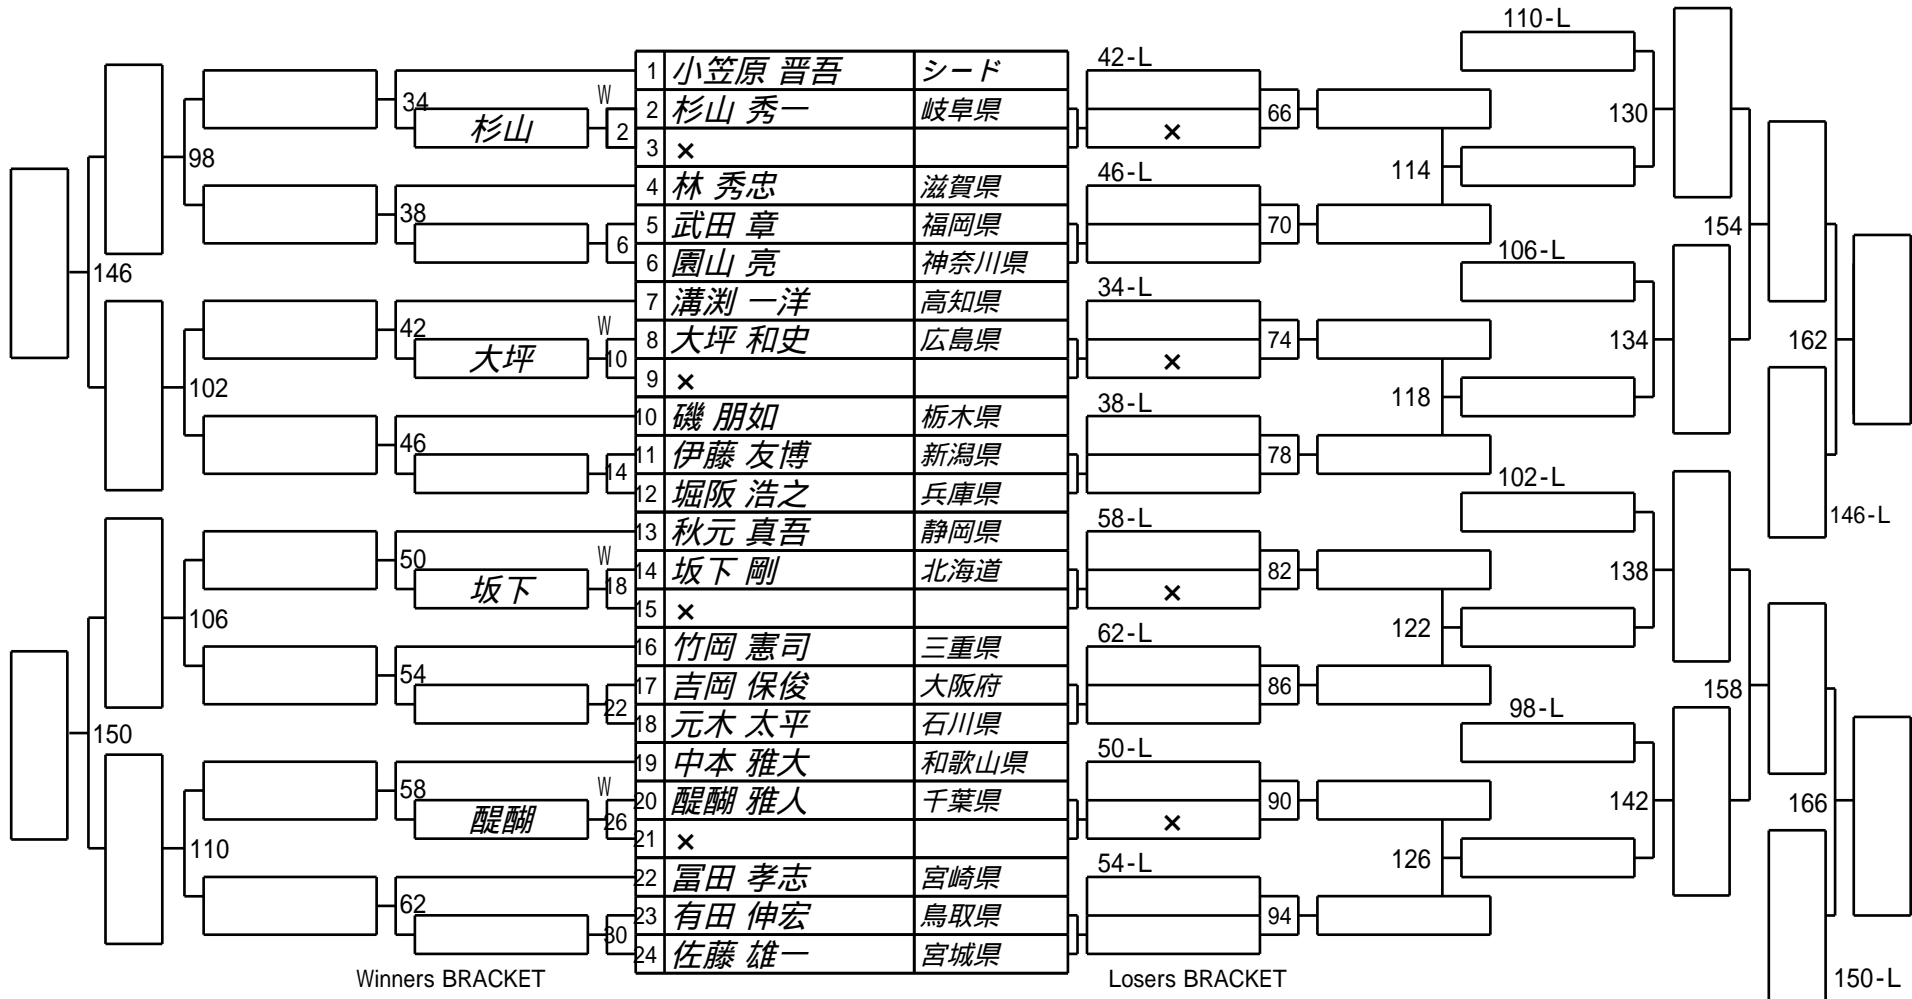 110-L
42-L
1 小笠原 晋吾 シード
34
W
2 杉山 秀一 岐阜県
66
130
杉山
2
×
3 ×
98
114
46-L
4 林 秀忠 滋賀県
38
5 武田 章 福岡県
70
154
6
6 園山 亮 神奈川県
106-L
146
34-L
7 溝渕 一洋 高知県
42
W
8 大坪 和史 広島県
74
134
162
大坪
10
×
9 ×
102
118
38-L
10 磯 朋如 栃木県
46
11 伊藤 友博 新潟県
78
14
102-L
12 堀阪 浩之 兵庫県
58-L
146-L
13 秋元 真吾 静岡県
50
W
14 坂下 剛 北海道
82
138
坂下
18
×
15 ×
106
122
62-L
16 竹岡 憲司 三重県
54
17 吉岡 保俊 大阪府
86
158
22
98-L
18 元木 太平 石川県
150
50-L
19 中本 雅大 和歌山県
58
W
20 醍醐 雅人 千葉県
90
142
166
醍醐
26
×
21 ×
110
126
54-L
22 冨田 孝志 宮崎県
62
23 有田 伸宏 鳥取県
94
30
24 佐藤 雄一 宮城県
Winners BRACKET
Losers BRACKET
150-L